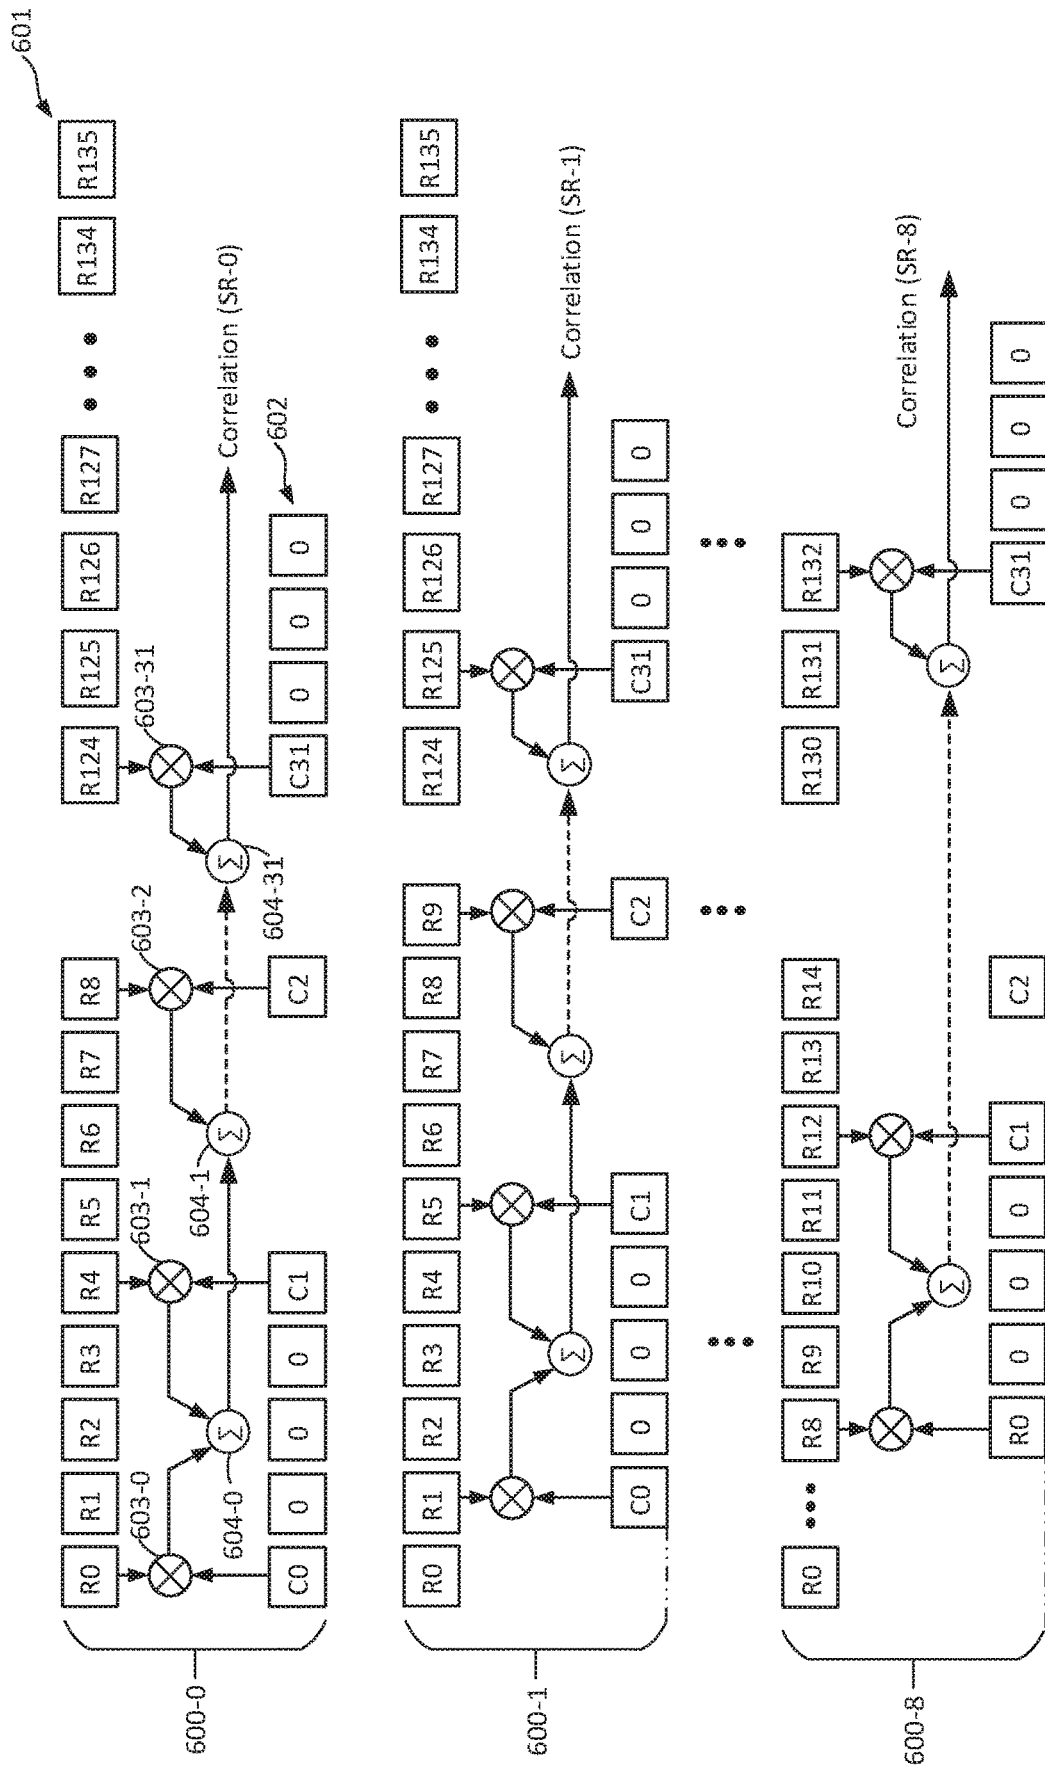 601
R0 R1 R2 R3 R4 R5 R6 R7 R8 R124 R125 R126 R127 ••• R134 R135
603-0 603-1 603-2 603-31
600-0
Σ Σ Σ Correlation (SR-0)
604-0 604-1 604-31
C0 0 0 0 C1 C2 C31 0 0 0
602
R0 R1 R2 R3 R4 R5 R6 R7 R8 R9 R124 R125 R126 R127 ••• R134 R135
600-1
Σ Σ Σ Correlation (SR-1)
C0 0 0 0 C1 C2 C31 0 0 0
••• ••• •••
R0 ••• R8 R9 R10 R11 R12 R13 R14 R130 R131 R132
600-8
Σ Σ Correlation (SR-8)
R0 0 0 0 C1 C2 C31 0 0 0